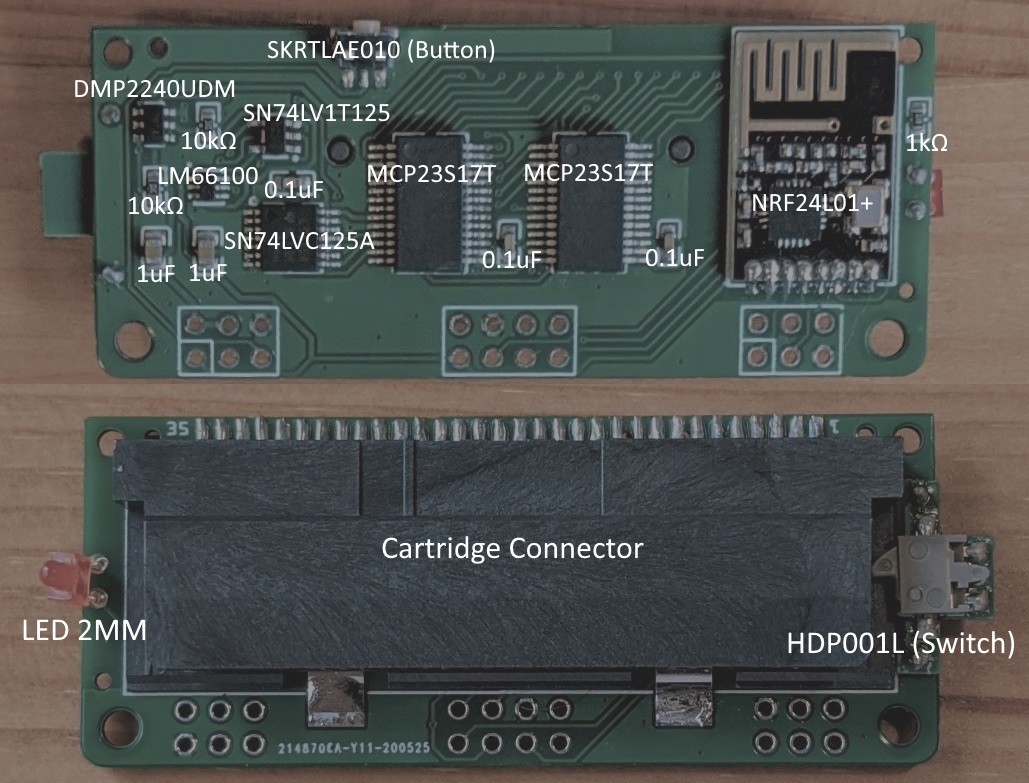 SKRTLAE010 (Button)
DMP2240UDM
SN74LV1T125
10kΩ
1kΩ
MCP23S17T
MCP23S17T
LM66100
0.1uF
10kΩ
NRF24L01+
SN74LVC125A
0.1uF
0.1uF
1uF
1uF
35
1
Cartridge Connector
LED 2MM
HDP001L (Switch)
214870CA-Y11-200525